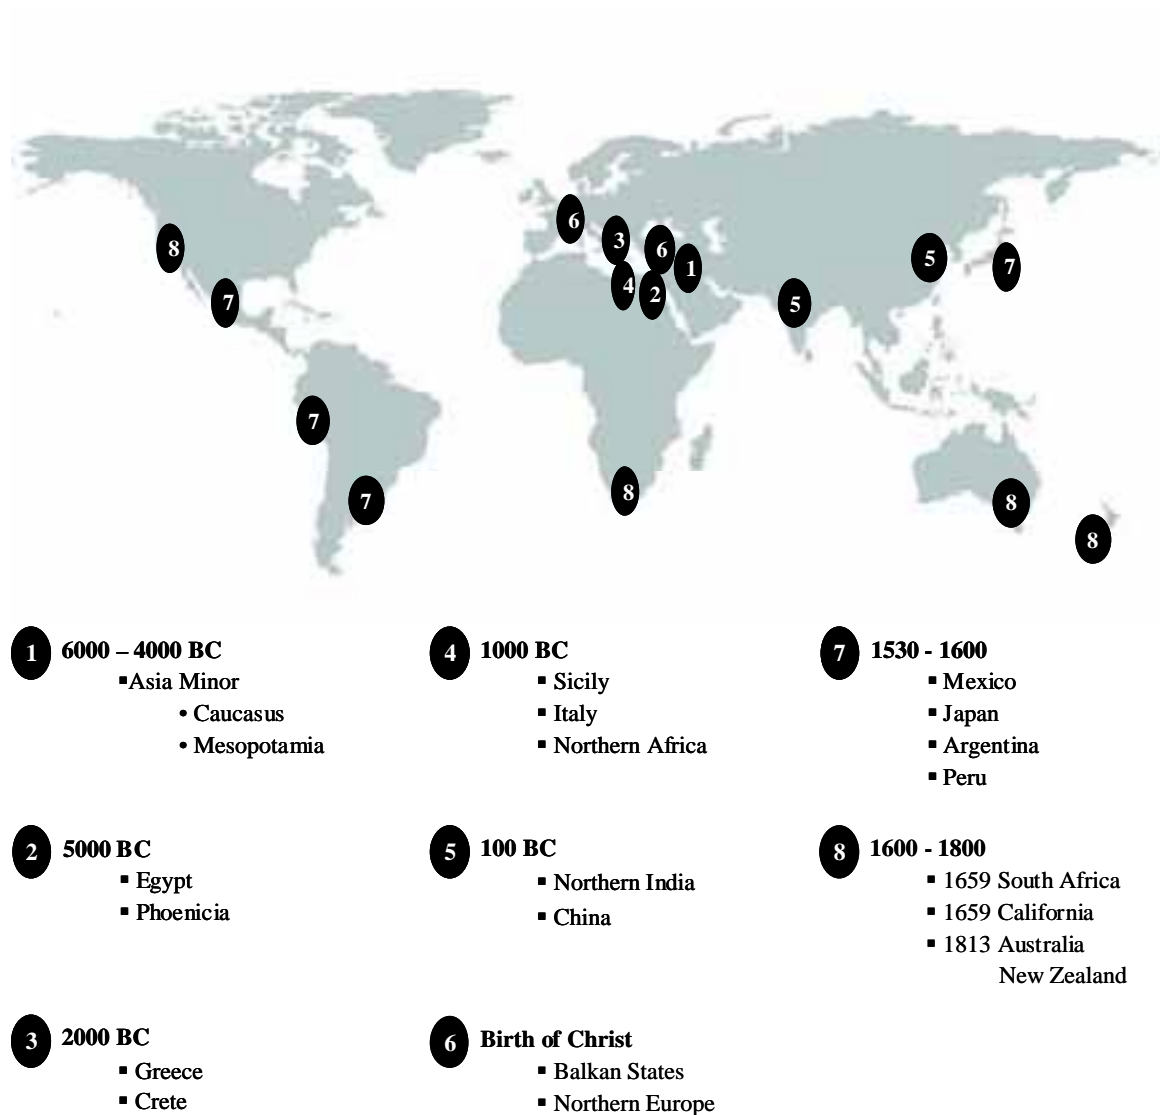 8
6
3
6
1
4
2
5
5
7
7
7
7
8
8
8
1 6000 – 4000 BC
▪Asia Minor
• Caucasus
• Mesopotamia
2 5000 BC
▪ Egypt
▪ Phoenicia
3 2000 BC
▪ Greece
▪ Crete
4 1000 BC
▪ Sicily
▪ Italy
▪ Northern Africa
5 100 BC
▪ Northern India
▪ China
6 Birth of Christ
▪ Balkan States
▪ Northern Europe
7 1530 - 1600
▪ Mexico
▪ Japan
▪ Argentina
▪ Peru
8 1600 - 1800
▪ 1659 South Africa
▪ 1659 California
▪ 1813 Australia
New Zealand